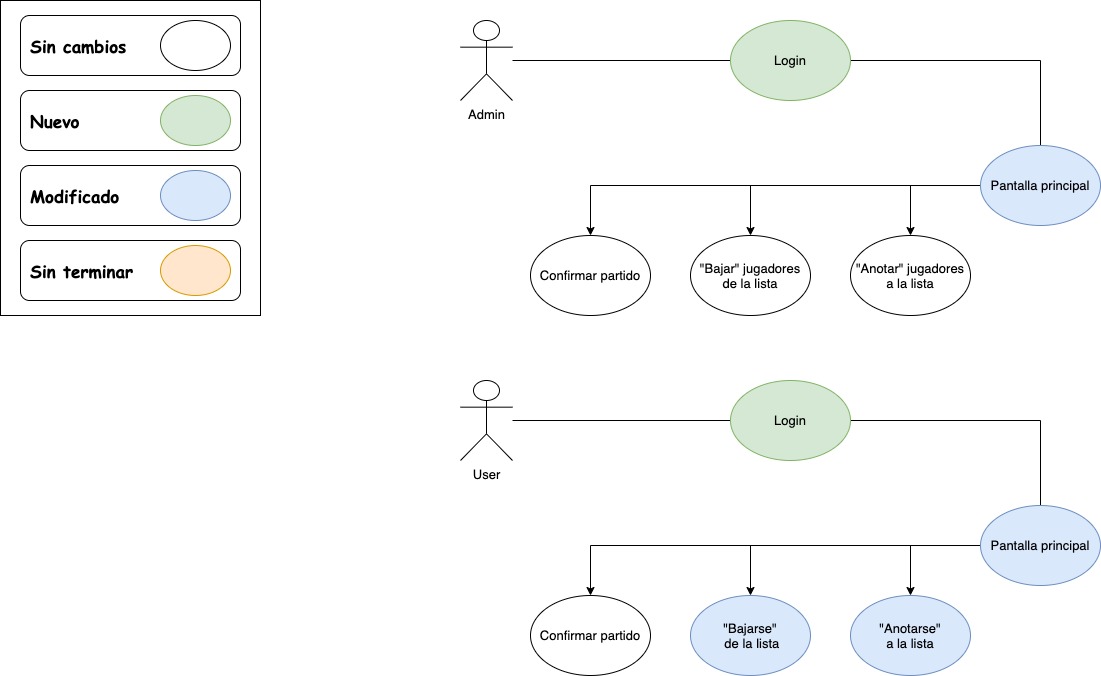 Sin cambios
Nuevo
Modificado
Sin terminar
Admin
Login
Pantalla principal
Confirmar partido
"Bajar" jugadores
de la lista
"Anotar" jugadores
a la lista
User
Login
Pantalla principal
Confirmar partido
"Bajarse"
de la lista
"Anotarse"
a la lista